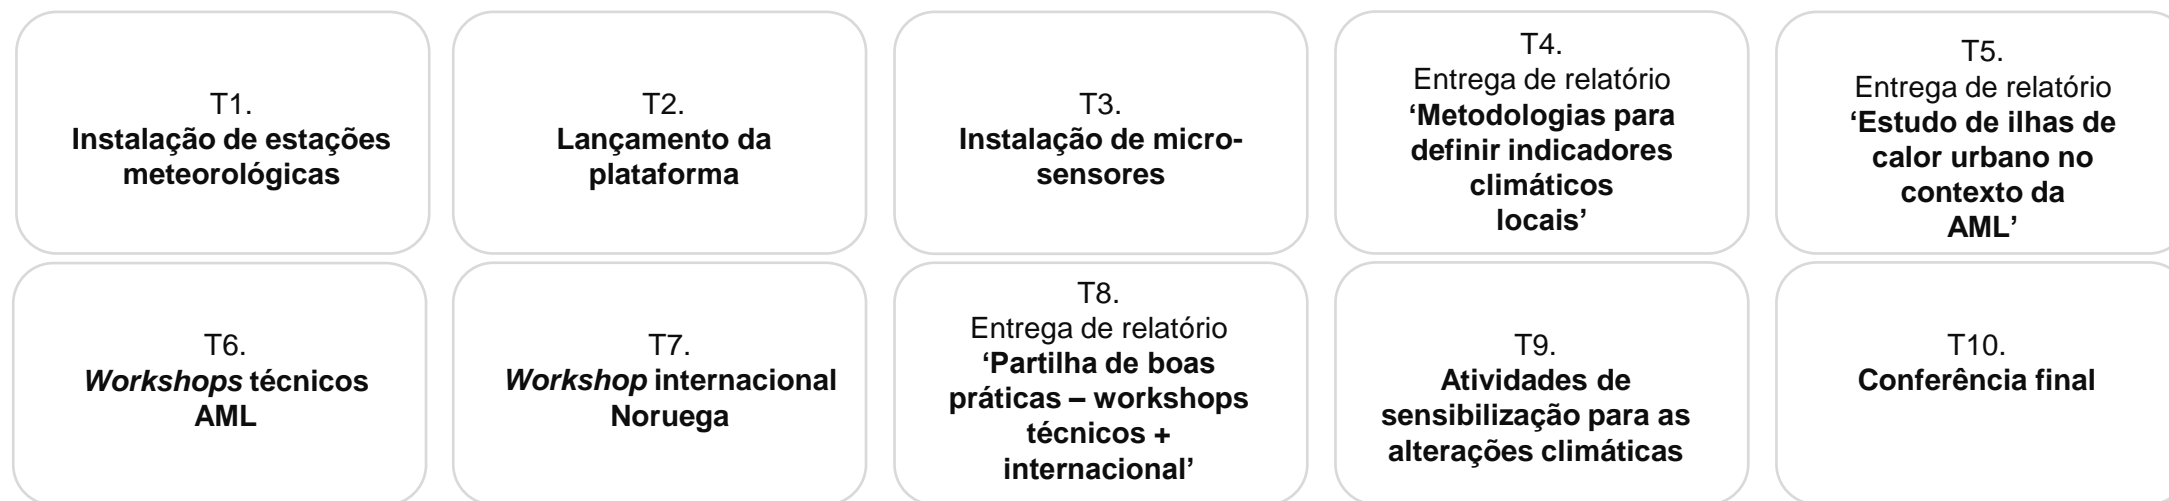 T1.
Instalação de estações
meteorológicas
T2.
Lançamento da
plataforma
T3.
Instalação de micro-
sensores
T4.
Entrega de relatório
‘Metodologias para
definir indicadores
climáticos
locais’
T5.
Entrega de relatório
‘Estudo de ilhas de
calor urbano no
contexto da
AML’
T6.
Workshops técnicos
AML
T7.
Workshop internacional
Noruega
T8.
Entrega de relatório
‘Partilha de boas
práticas – workshops
técnicos +
internacional’
T9.
Atividades de
sensibilização para as
alterações climáticas
T10.
Conferência final